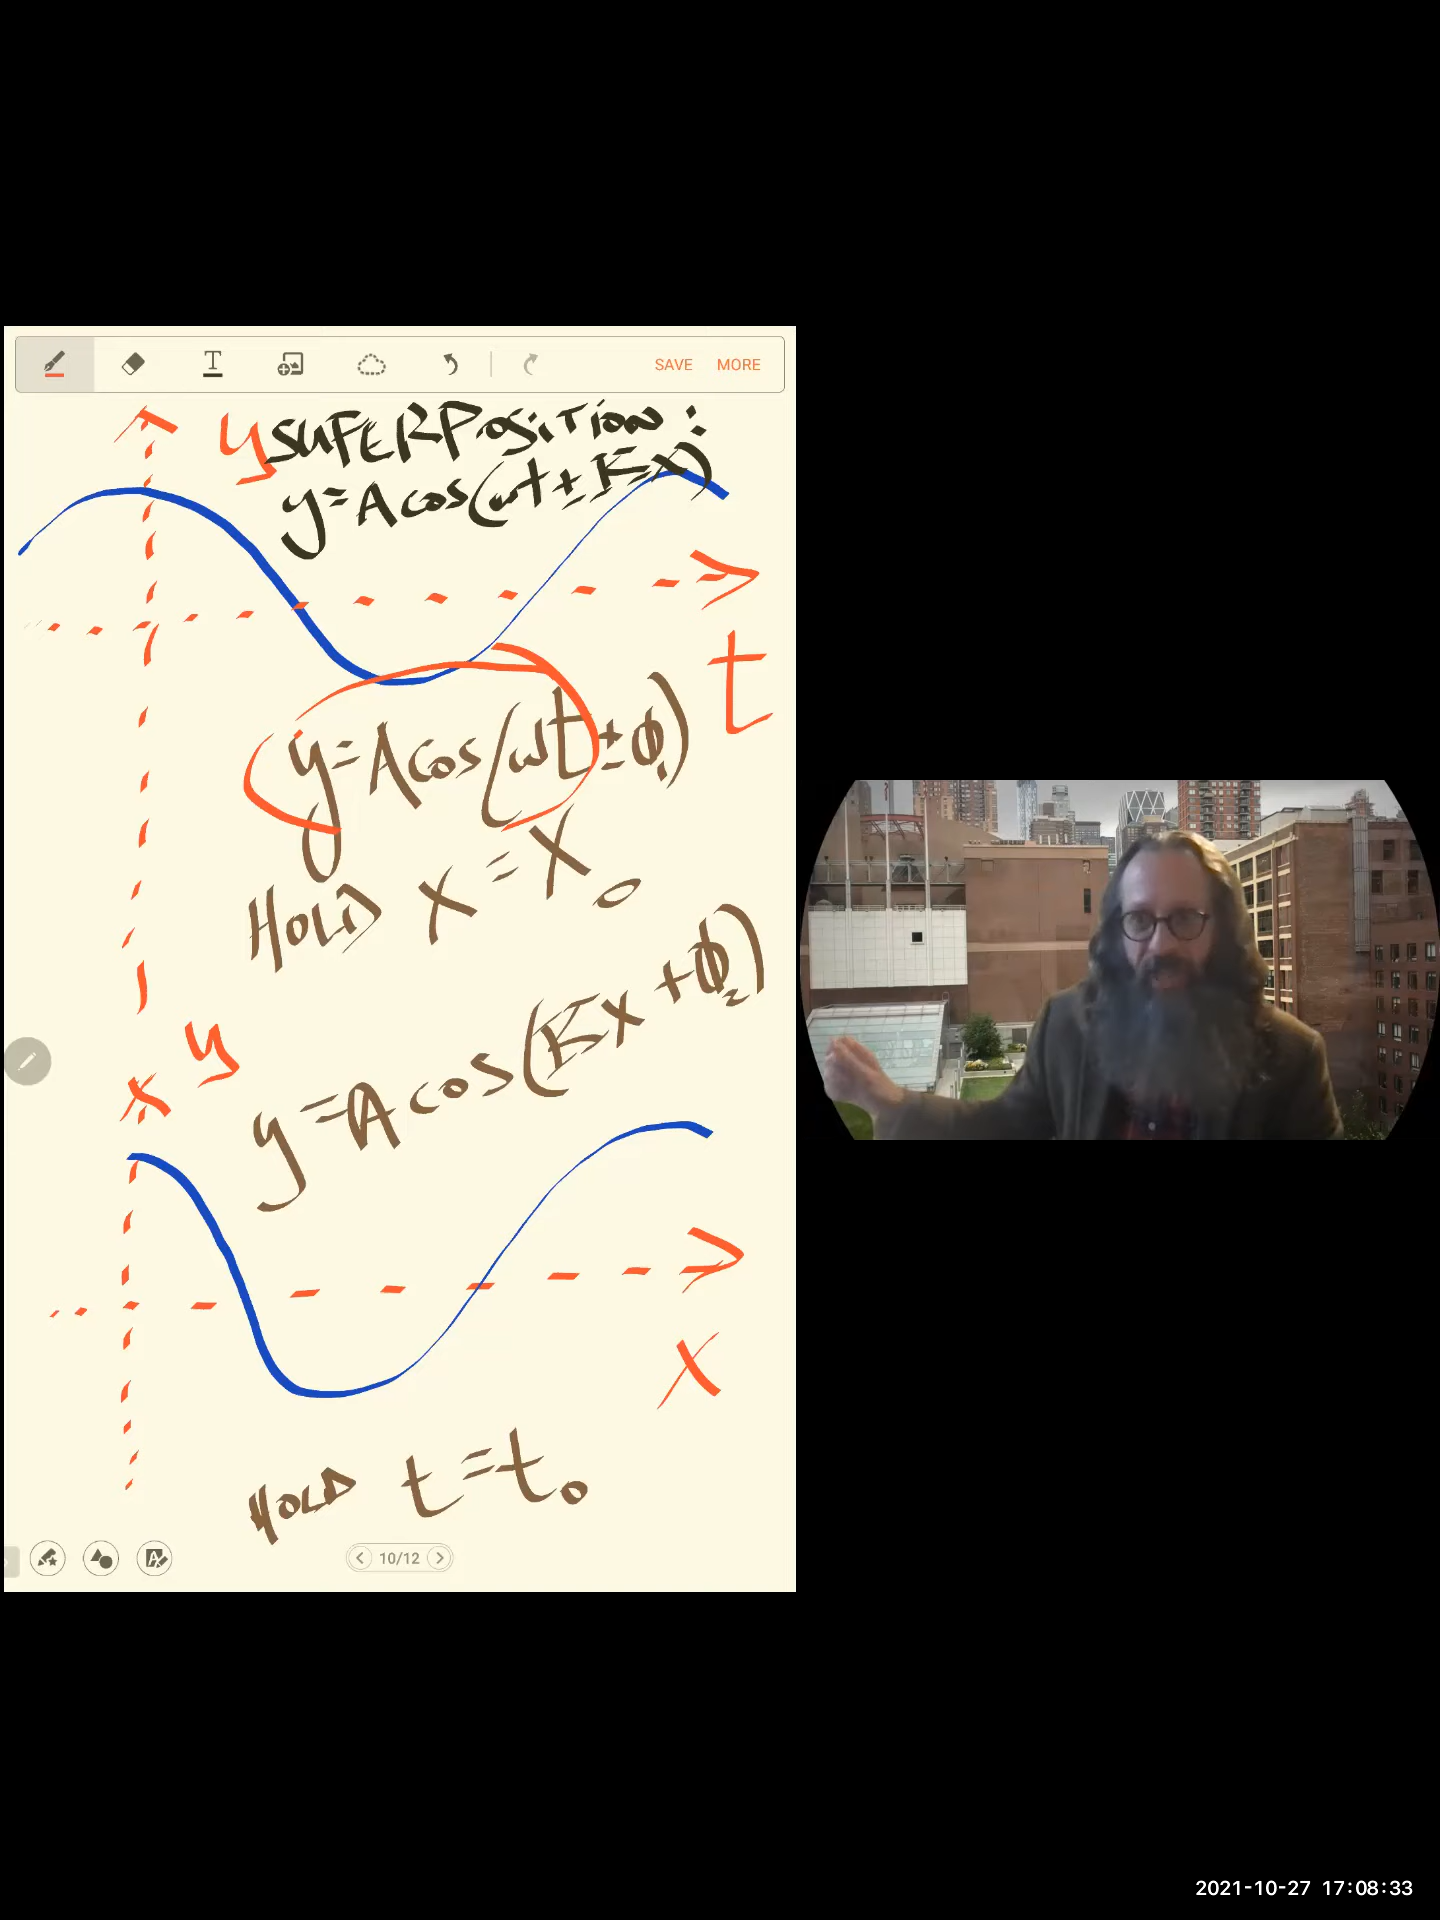 SAVE MORE
y SUPERPOSITION:
y=Acos(ωt±Kx)
t
y=Acos(ωt±φ₁)
HOLD x=x₀
y=Acos(Kx+φ₂)
y
x
HOLD t=t₀
10/12
2021-10-27 17:08:33